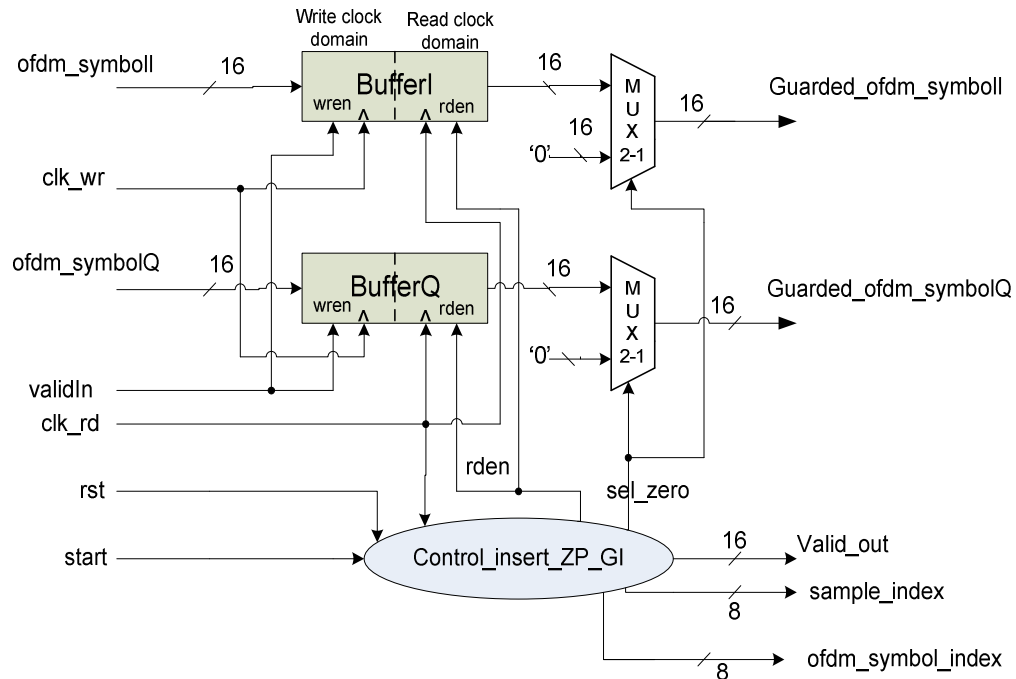 Write clock domain
Read clock domain
ofdm_symbolI
16
BufferI
wren
rden
16
MUX
2-1
16
Guarded_ofdm_symbolI
'0'
16
clk_wr
ofdm_symbolQ
16
BufferQ
wren
rden
16
MUX
2-1
16
Guarded_ofdm_symbolQ
'0'
validIn
clk_rd
rden
sel_zero
rst
start
Control_insert_ZP_GI
16
Valid_out
8
sample_index
8
ofdm_symbol_index